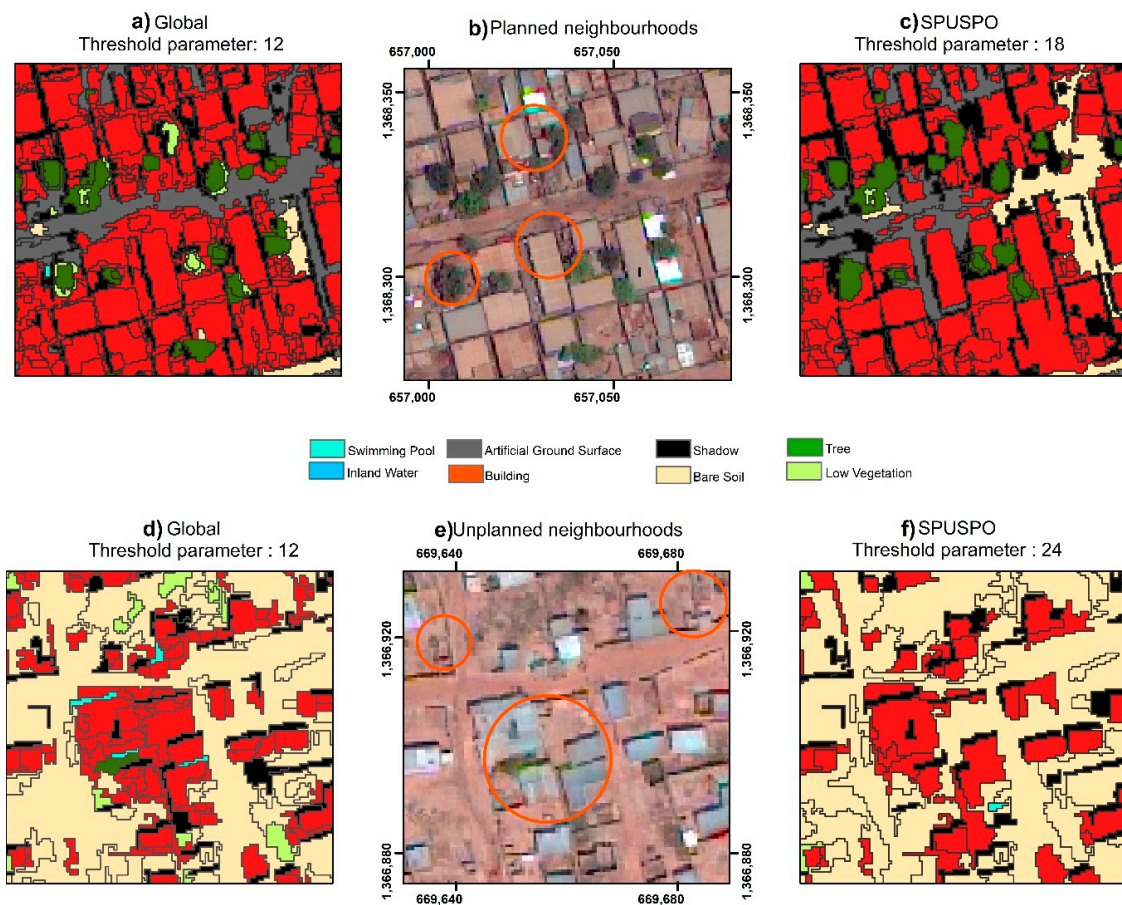 a) Global
Threshold parameter: 12
b) Planned neighbourhoods
657,000
657,050
c) SPUSPO
Threshold parameter : 18
1,368,350
1,368,350
1,368,300
1,368,300
657,000
657,050
Swimming Pool
Artificial Ground Surface
Shadow
Tree
Inland Water
Building
Bare Soil
Low Vegetation
d) Global
Threshold parameter : 12
e) Unplanned neighbourhoods
669,640
669,680
f) SPUSPO
Threshold parameter : 24
1,366,920
1,366,920
1,366,880
1,366,880
669,640
669,680